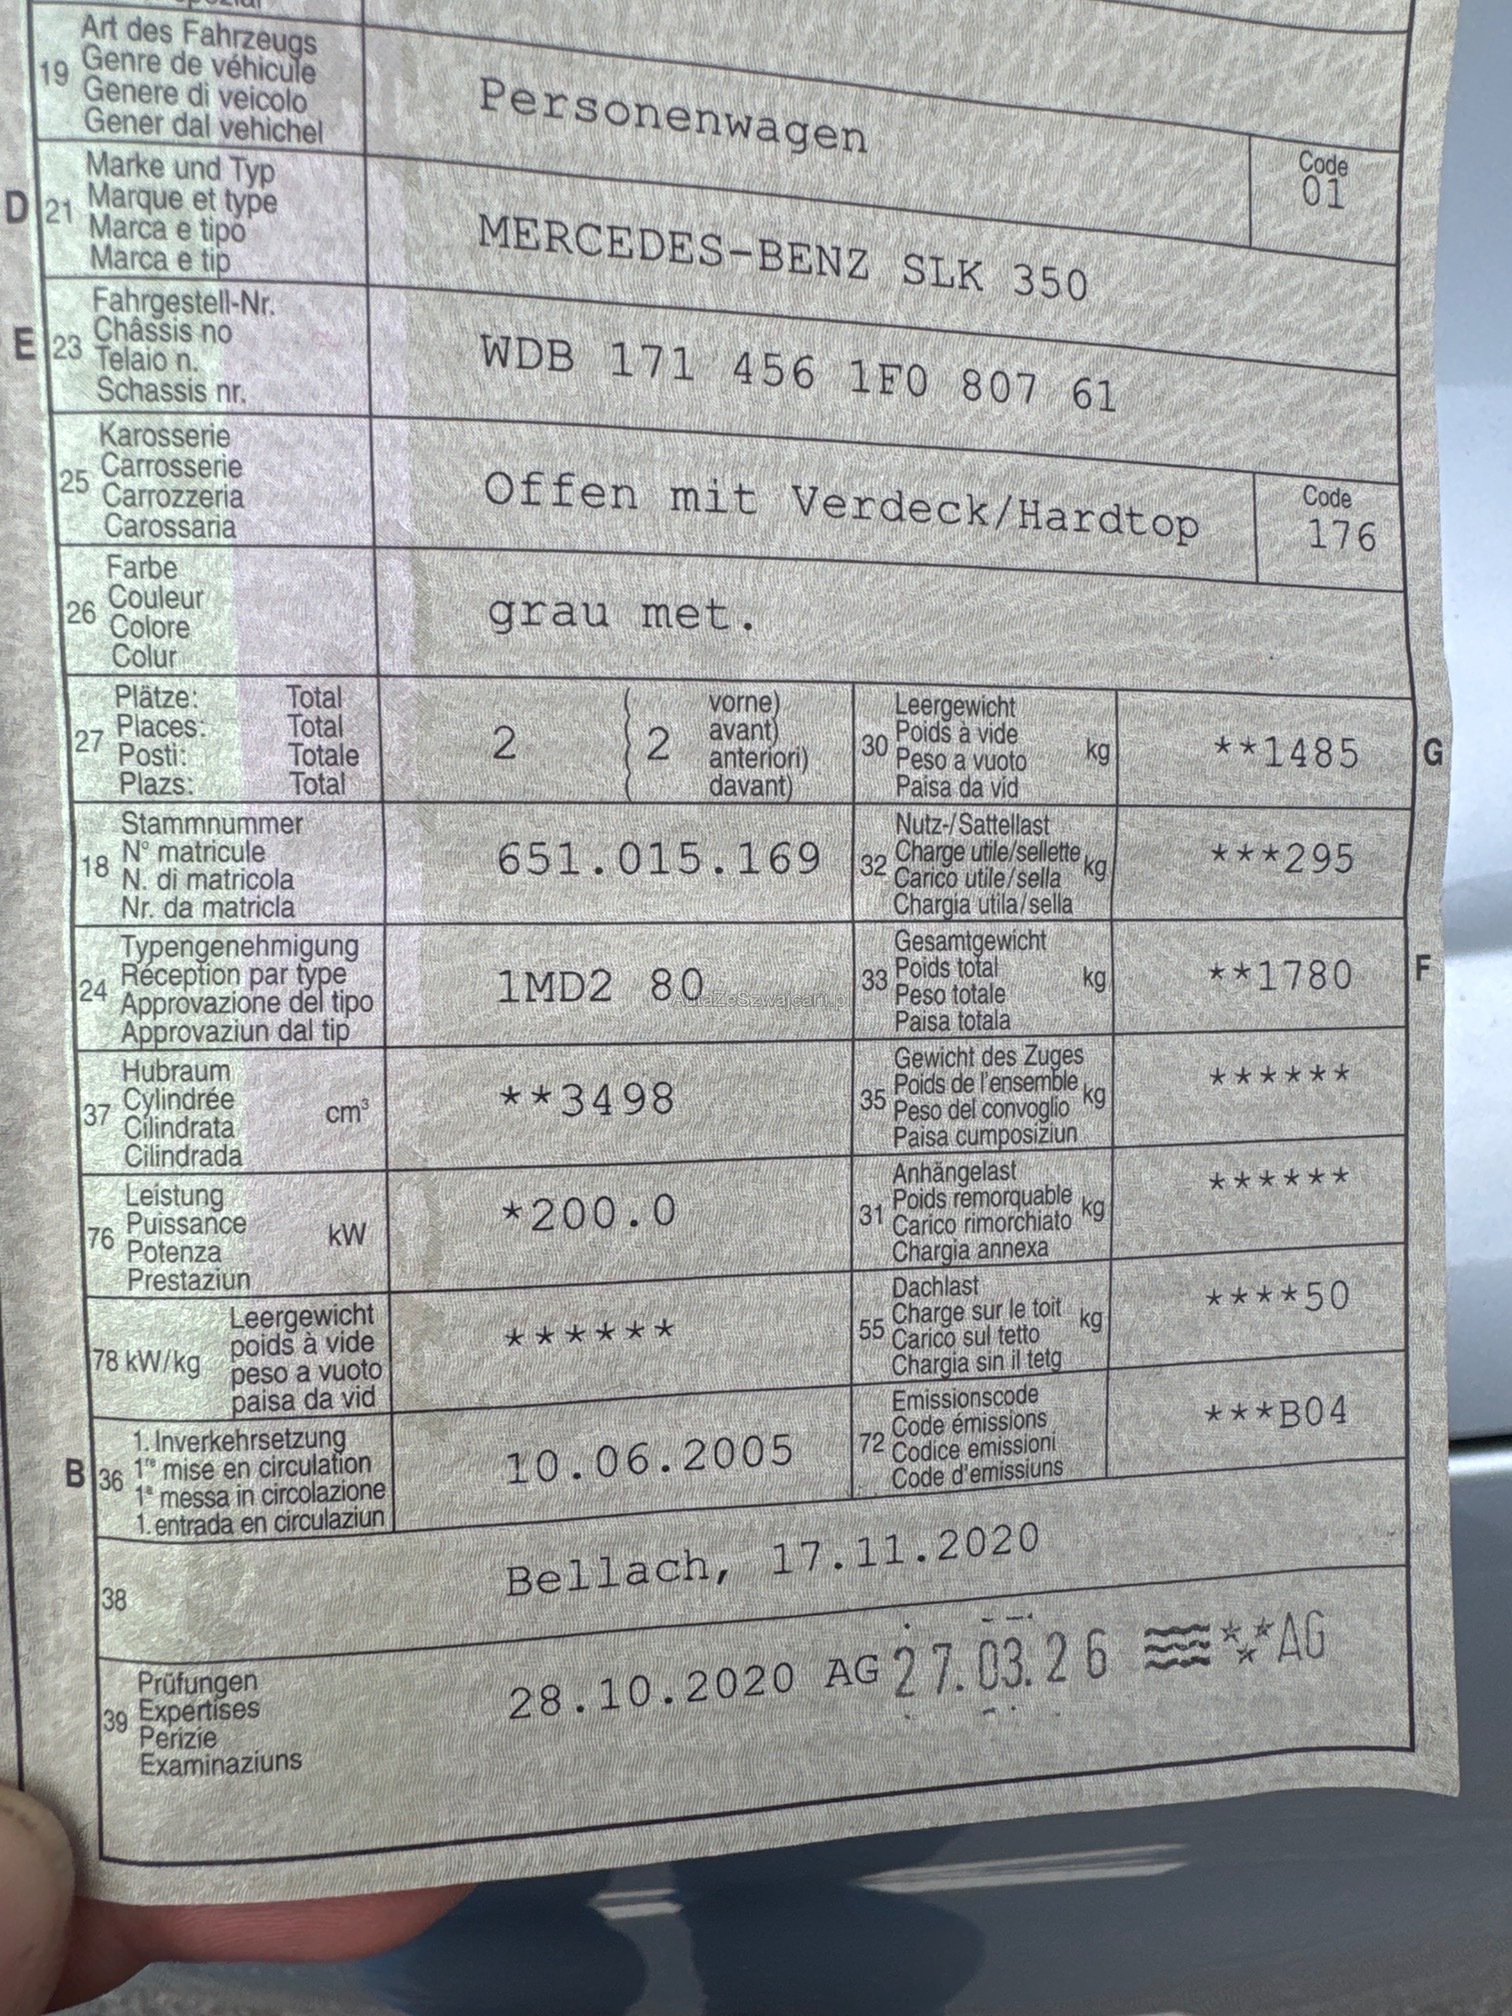 Art des Fahrzeugs
19 Genre de véhicule
Genere di veicolo
Gener dal vehichel
Personenwagen
Code
01
Marke und Typ
D 21 Marque et type
Marca e tipo
Marca e tip
MERCEDES-BENZ SLK 350
Fahrgestell-Nr.
E 23 Châssis no
Telaio n.
Schassis nr.
WDB 171 456 1F0 807 61
Karosserie
25 Carrosserie
Carrozzeria
Carossaria
Offen mit Verdeck/Hardtop
Code
176
Farbe
26 Couleur
Colore
Colur
grau met.
Plätze: Total
27 Places: Total
Posti: Totale
Plazs: Total
2 { 2
vorne)
avant)
anteriori)
davant)
Leergewicht
30 Poids à vide kg
Peso a vuoto
Paisa da vid
**1485 G
Stammnummer
18 N° matricule
N. di matricola
Nr. da matricla
651.015.169
Nutz-/Sattellast
32 Charge utile/sellette kg
Carico utile/sella
Chargia utila/sella
***295
Typengenehmigung
24 Réception par type
Approvazione del tipo
Approvaziun dal tip
1MD2 80
AutaZeSzwajcarii.pl
Gesamtgewicht
33 Poids total kg
Peso totale
Paisa totala
**1780 F
Hubraum
37 Cylindrée cm³
Cilindrata
Cilindrada
**3498
Gewicht des Zuges
35 Poids de l'ensemble kg
Peso del convoglio
Paisa cumposiziun
******
Leistung
76 Puissance kW
Potenza
Prestaziun
*200.0
Anhängelast
31 Poids remorquable kg
Carico rimorchiato
Chargia annexa
******
Leergewicht
78 kW/kg poids à vide
peso a vuoto
paisa da vid
******
Dachlast
55 Charge sur le toit kg
Carico sul tetto
Chargia sin il tetg
****50
1. Inverkehrsetzung
B 36 1re mise en circulation
1a messa in circolazione
1. entrada en circulaziun
10.06.2005
Emissionscode
72 Code émissions
Codice emissioni
Code d'emissiuns
***B04
38
Bellach, 17.11.2020
Prüfungen
39 Expertises
Perizie
Examinaziuns
28.10.2020 AG 27.03.26 AG